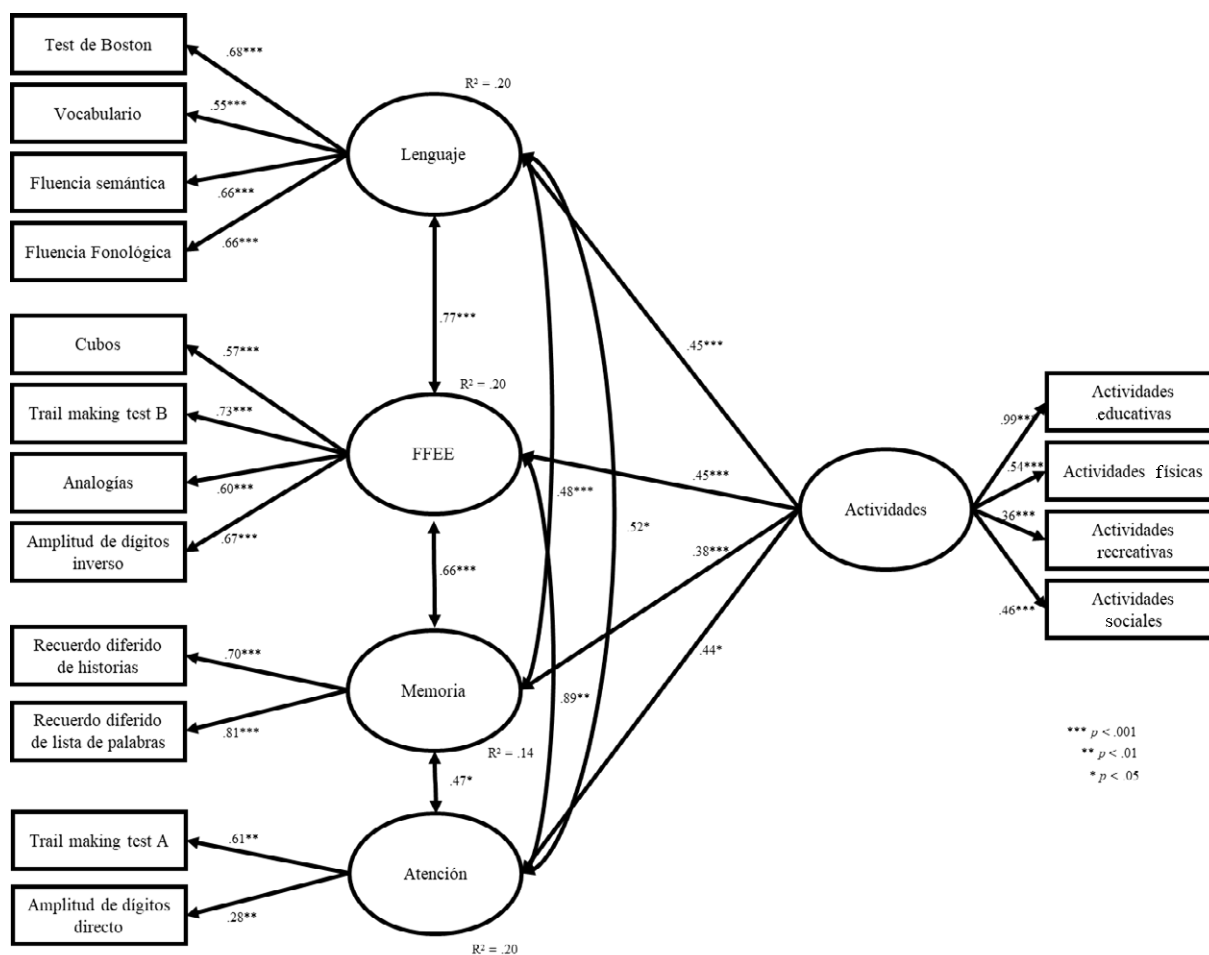 Test de Boston
.68***
R² = .20
Vocabulario
.55***
Lenguaje
Fluencia semántica
.66***
Fluencia Fonológica
.66***
.77***
.45***
Cubos
.57***
R² = .20
Trail making test B
.73***
FFEE
Analogías
.60***
.48***
.45***
Amplitud de dígitos
inverso
.67***
.52*
.66***
.38***
Actividades
Actividades
educativas
.99***
Actividades físicas
.54***
Actividades
recreativas
.36***
Actividades
sociales
.46***
Recuerdo diferido
de historias
.70***
Memoria
.44*
.89**
Recuerdo diferido
de lista de palabras
.81***
R² = .14
.47*
*** p < .001
** p < .01
* p < .05
Trail making test A
.61**
Atención
Amplitud de dígitos
directo
.28**
R² = .20